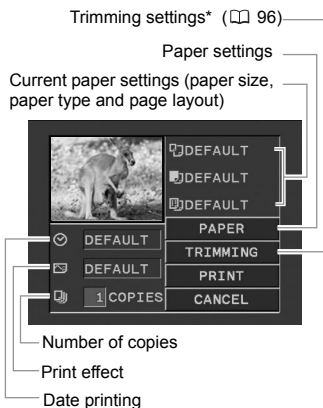 Trimming settings* (96)
Paper settings
Current paper settings (paper size,
paper type and page layout)
DEFAULT
DEFAULT
DEFAULT
PAPER
DEFAULT
TRIMMING
DEFAULT
PRINT
1 COPIES
CANCEL
Number of copies
Print effect
Date printing